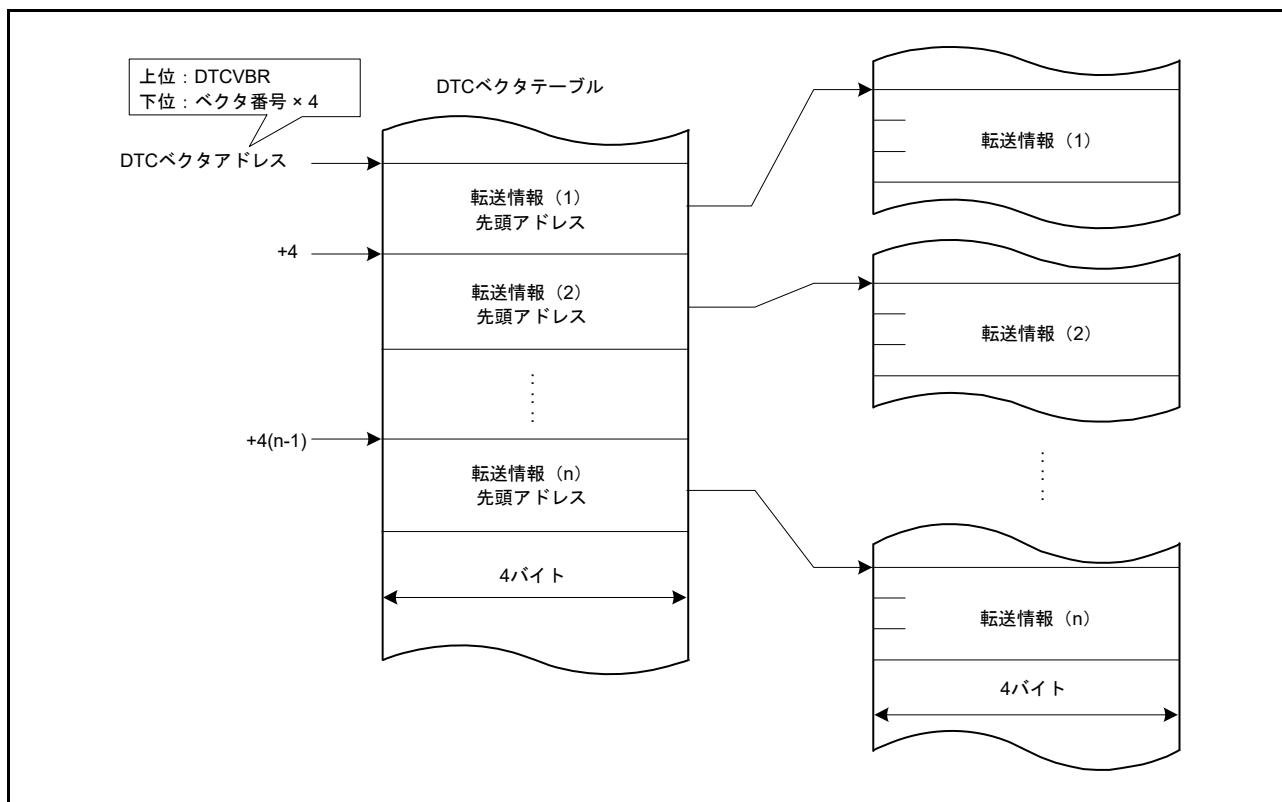 上位：DTCVBR
下位：ベクタ番号 × 4
DTCベクタテーブル
DTCベクタアドレス
転送情報（1）
先頭アドレス
+4
転送情報（2）
先頭アドレス
+4(n-1)
転送情報（n）
先頭アドレス
4バイト
転送情報（1）
転送情報（2）
転送情報（n）
4バイト